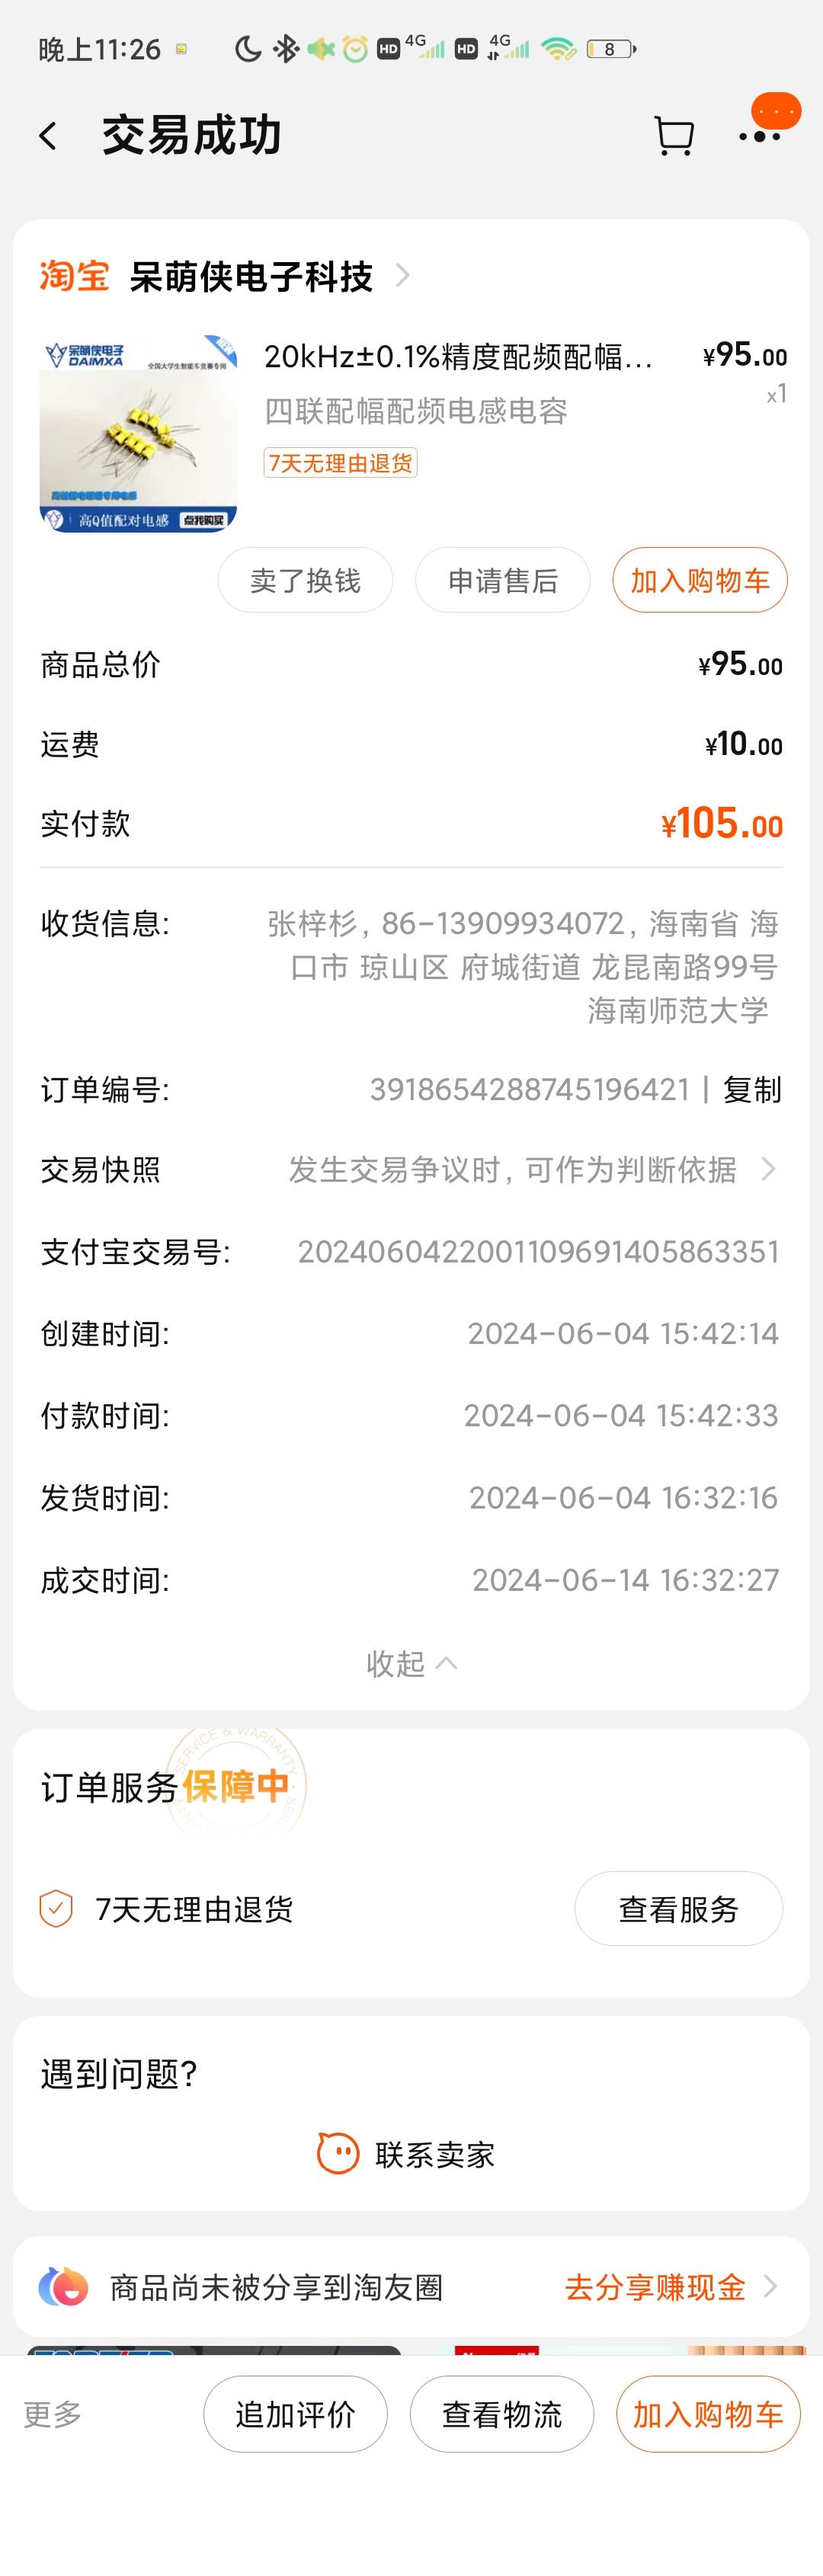 晚上11:26
HD 4G HD 4G 8
交易成功
淘宝 呆萌侠电子科技
呆萌侠电子
DAIMXA
NEW
全国大学生智能车竞赛专用
高Q值配对电感 点我购买
20kHz±0.1%精度配频配幅... ¥95.00
四联配幅配频电感电容 x1
7天无理由退货
卖了换钱 申请售后 加入购物车
商品总价 ¥95.00
运费 ¥10.00
实付款 ¥105.00
收货信息: 张梓杉, 86-13909934072, 海南省 海
口市 琼山区 府城街道 龙昆南路99号
海南师范大学
订单编号: 3918654288745196421 | 复制
交易快照 发生交易争议时, 可作为判断依据
支付宝交易号: 2024060422001109691405863351
创建时间: 2024-06-04 15:42:14
付款时间: 2024-06-04 15:42:33
发货时间: 2024-06-04 16:32:16
成交时间: 2024-06-14 16:32:27
收起
SERVICE & WARRANTY
订单服务保障中
7天无理由退货 查看服务
遇到问题?
联系卖家
商品尚未被分享到淘友圈 去分享赚现金
更多 追加评价 查看物流 加入购物车